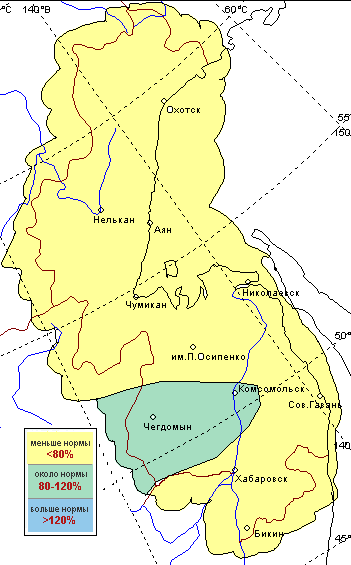 °С
140°В
60°С
55°
150
Охотск
Нелькан
Аян
Чумикан
Николаевск
им.П.Осипенко
50°
Комсомольск
Сов.Гавань
Чегдомын
140°
Хабаровск
Бикин
45°
меньше нормы
<80%
около нормы
80-120%
больше нормы
>120%